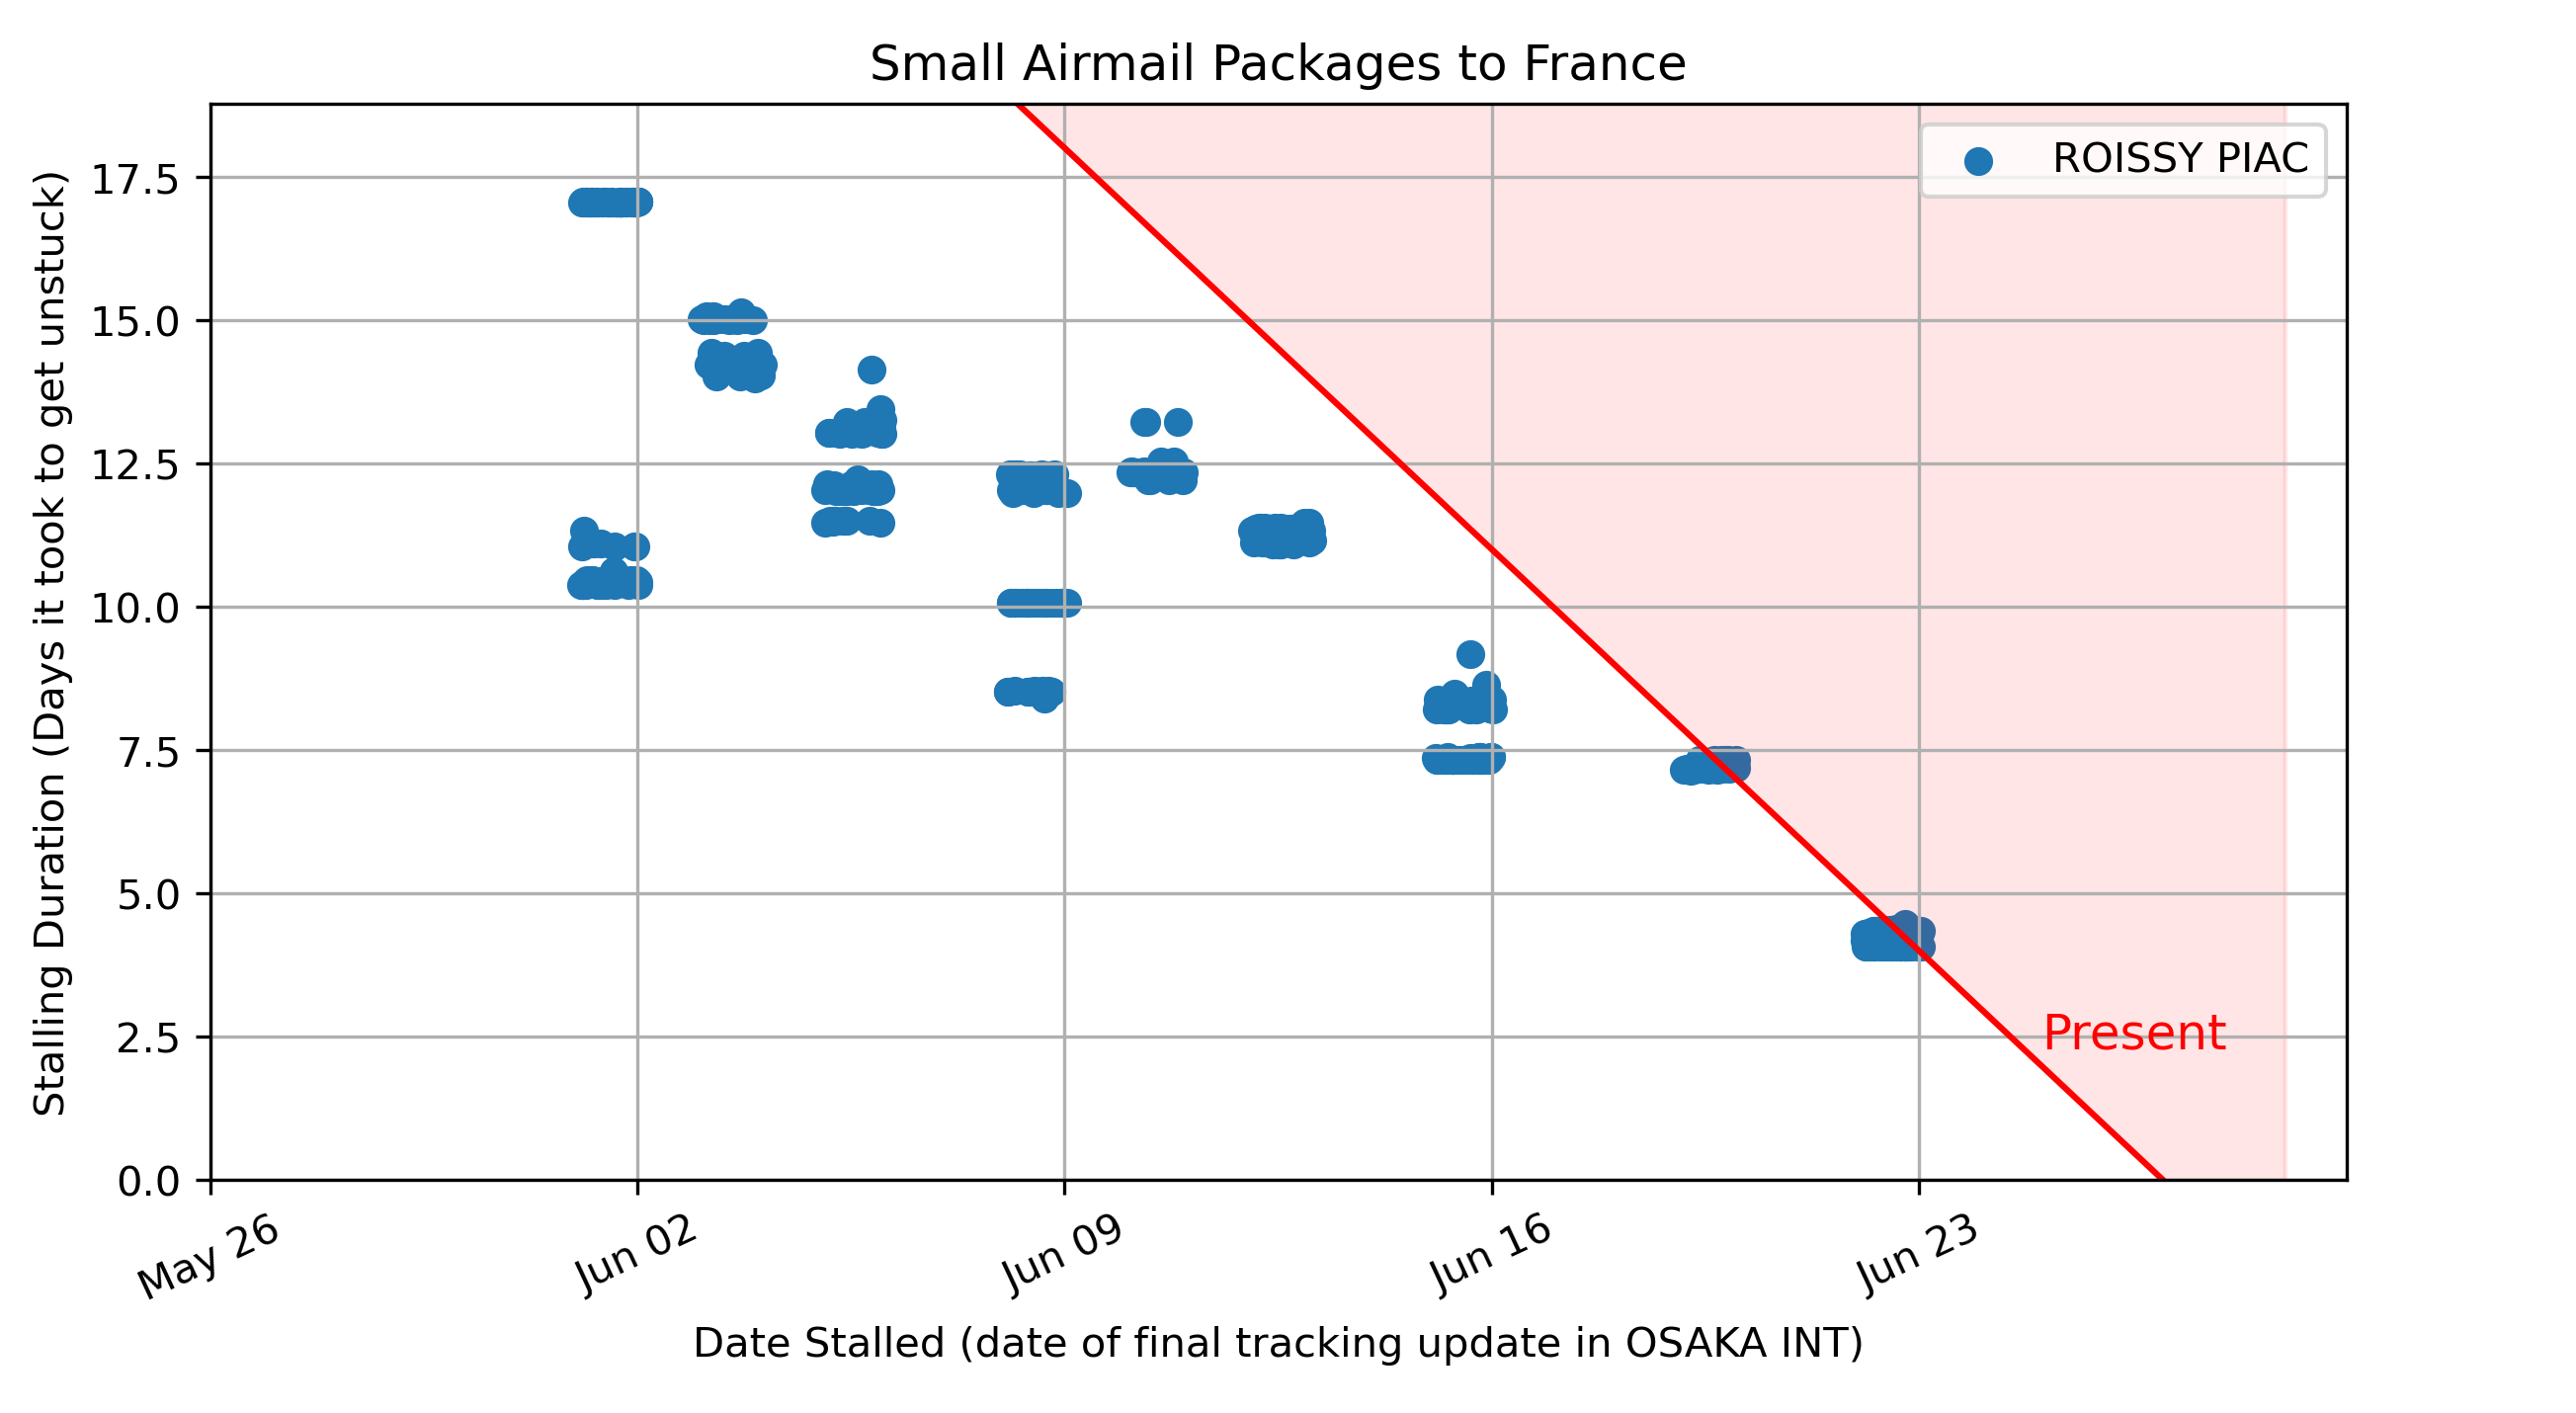 Small Airmail Packages to France
Stalling Duration (Days it took to get unstuck)
17.5
15.0
12.5
10.0
7.5
5.0
2.5
0.0
ROISSY PIAC
Present
May 26
Jun 02
Jun 09
Jun 16
Jun 23
Date Stalled (date of final tracking update in OSAKA INT)